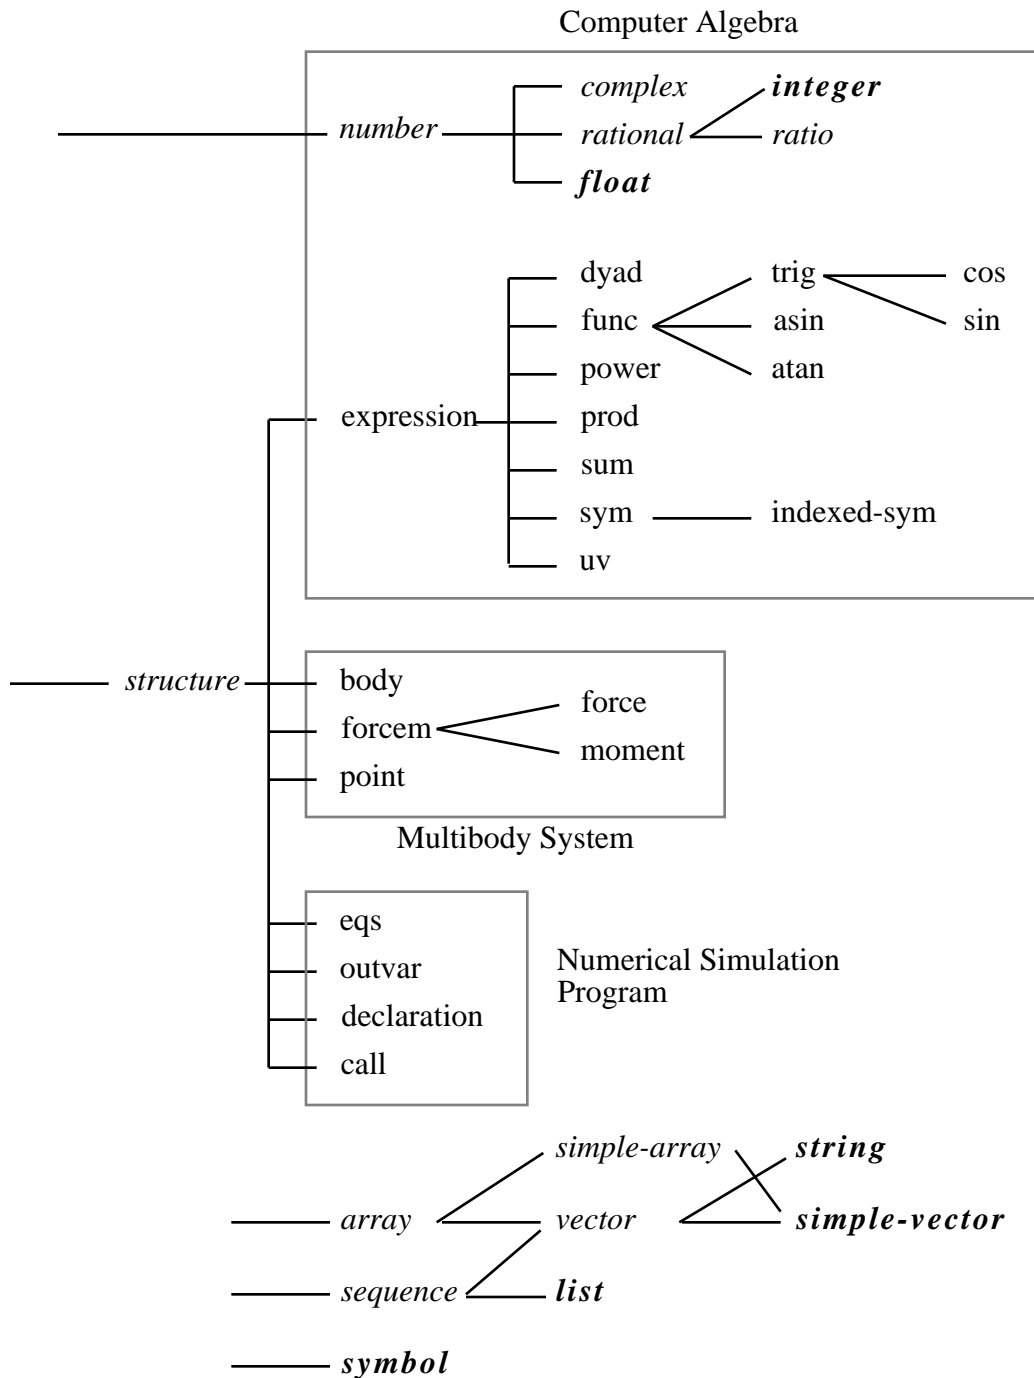 Computer Algebra
complex integer
number rational ratio
float
dyad trig cos
func asin sin
power atan
expression prod
sum
sym indexed-sym
uv
structure body
force
forcem
moment
point
Multibody System
eqs
outvar
declaration
call
Numerical Simulation
Program
simple-array string
array vector simple-vector
sequence list
symbol